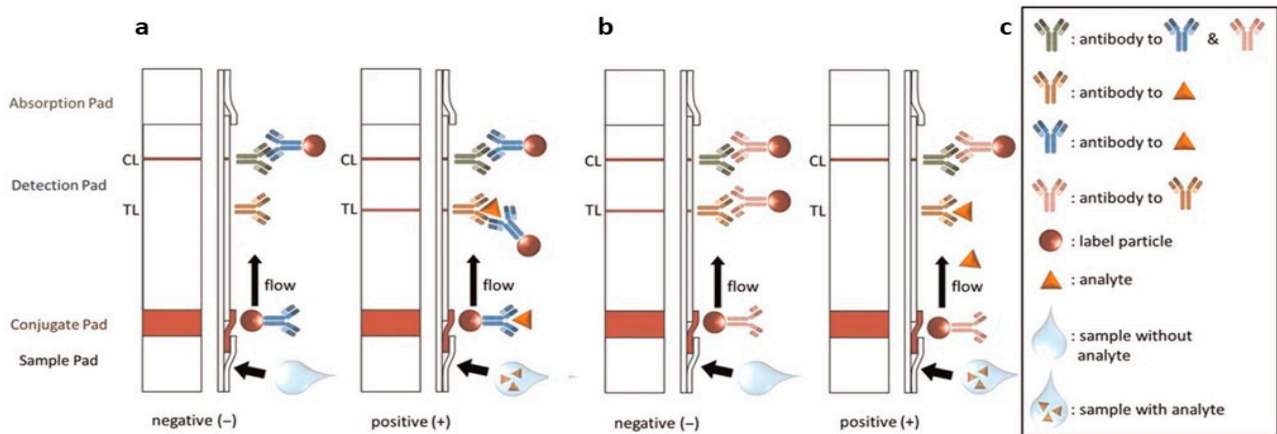 a
b
c
Absorption Pad
CL
CL
CL
CL
Detection Pad
TL
TL
TL
TL
flow
flow
flow
flow
Conjugate Pad
Sample Pad
negative (−)
positive (+)
negative (−)
positive (+)
: antibody to &
: antibody to
: antibody to
: antibody to
: label particle
: analyte
: sample without
analyte
: sample with analyte